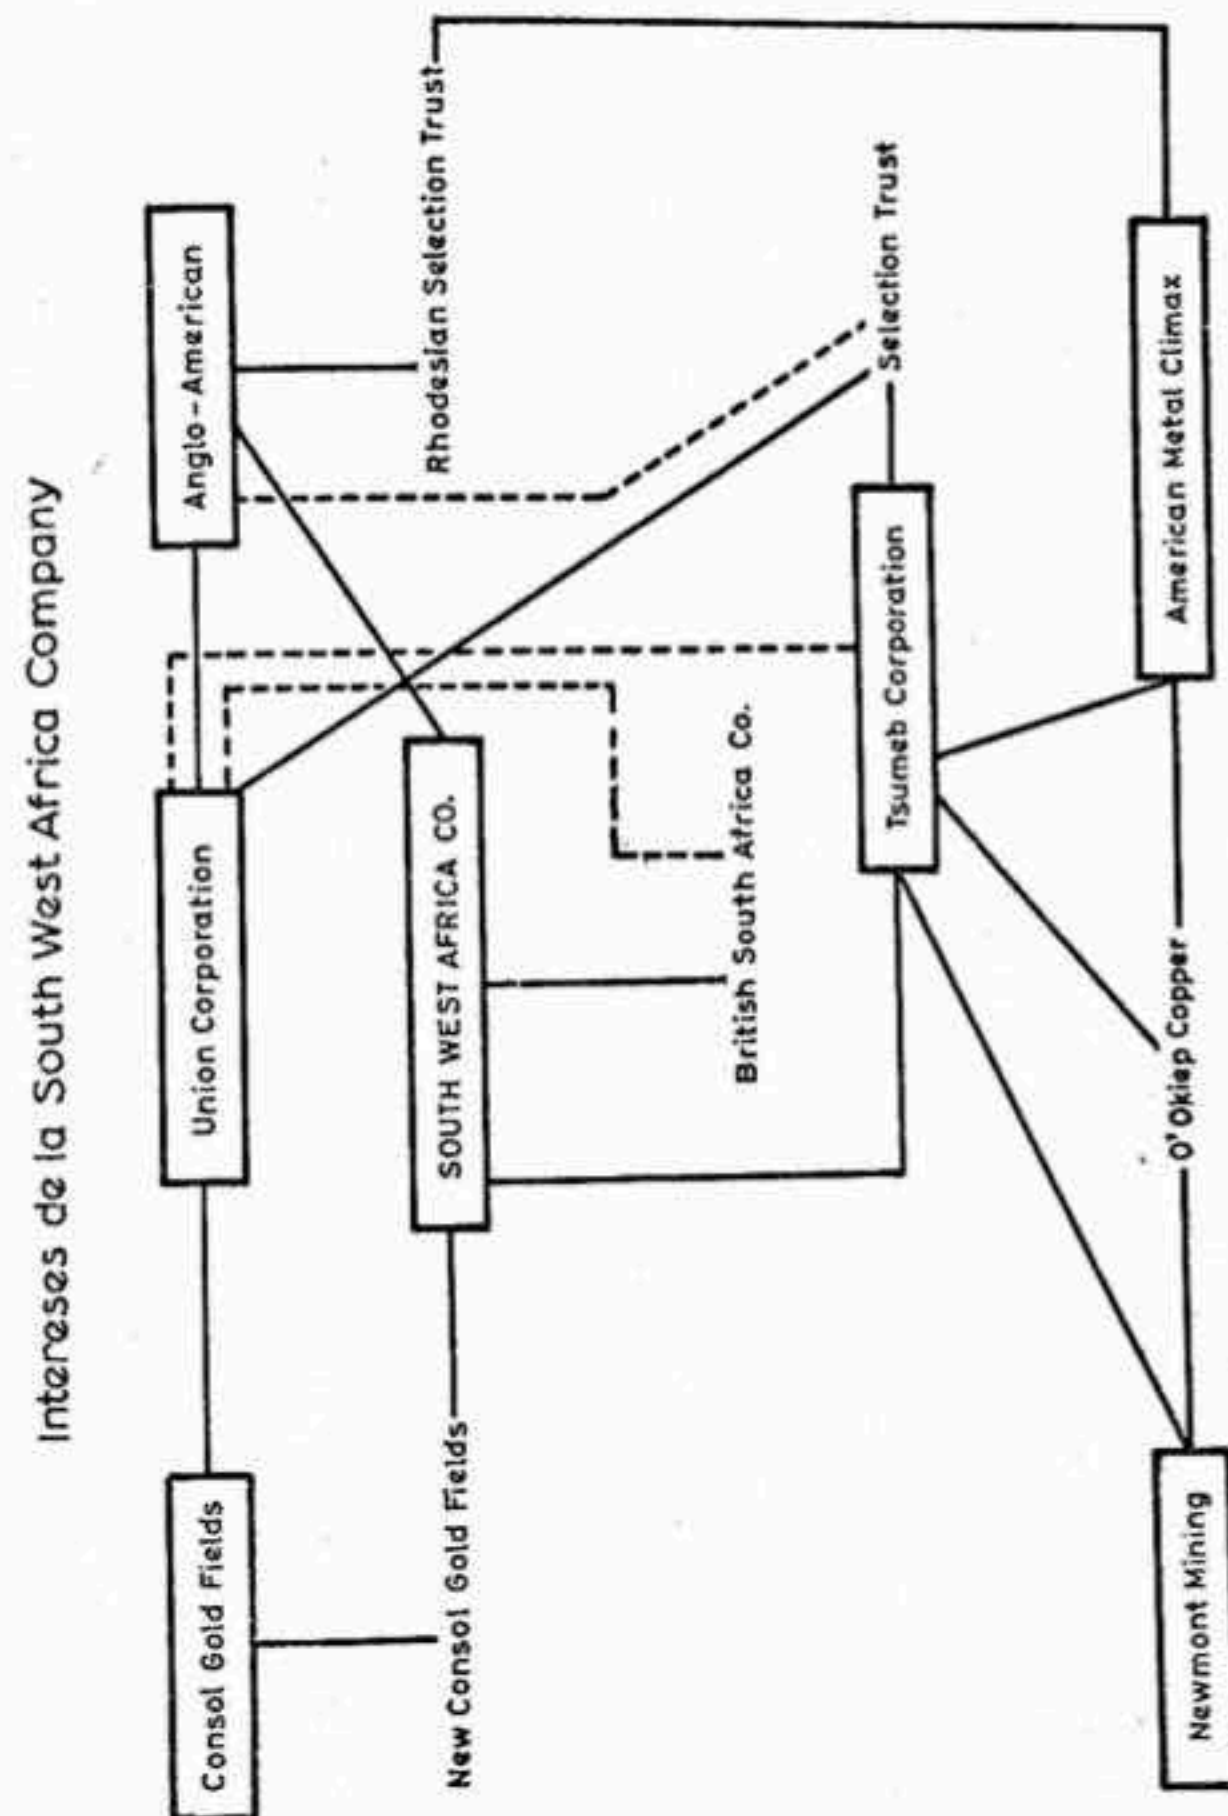 Intereses de la South West Africa Company
Consol Gold Fields
Union Corporation
Anglo-American
New Consol Gold Fields
SOUTH WEST AFRICA CO.
Rhodesian Selection Trust
British South Africa Co.
Tsumeb Corporation
Selection Trust
Newmont Mining
O'Okiep Copper
American Metal Climax